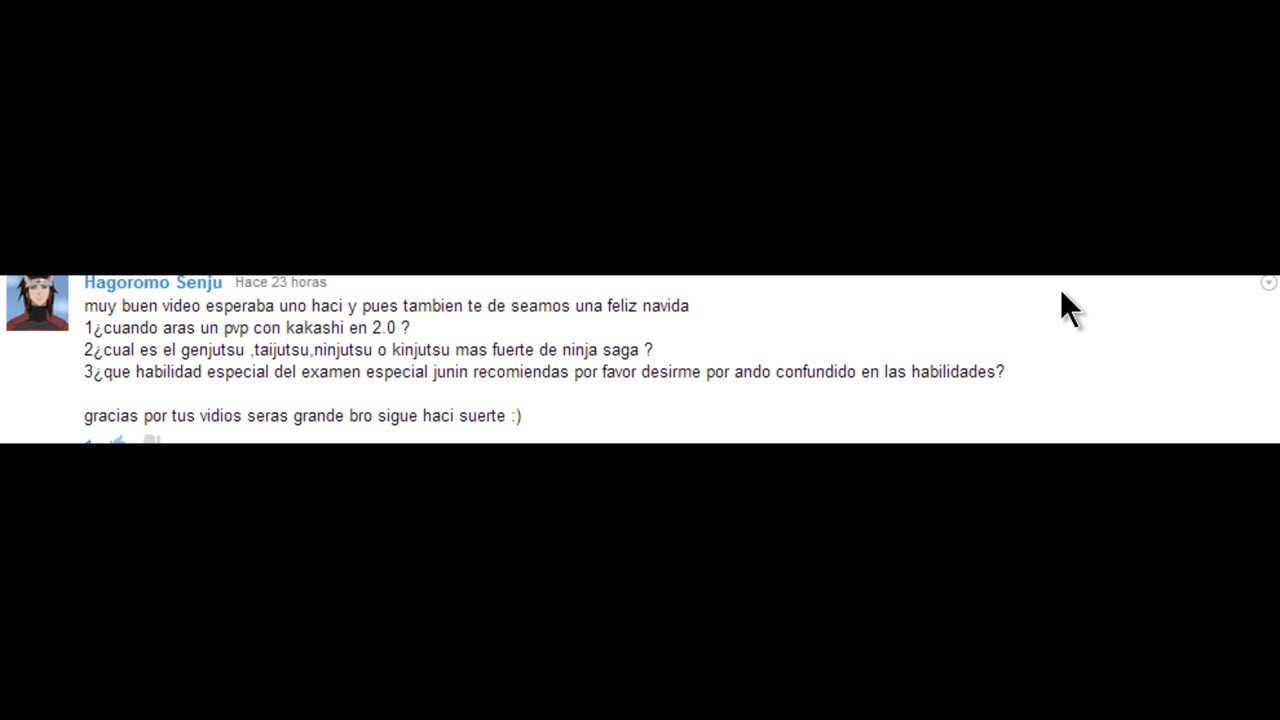 Hagoromo Senju Hace 23 horas
muy buen video esperaba uno haci y pues tambien te de seamos una feliz navida
1¿cuando aras un pvp con kakashi en 2.0 ?
2¿cual es el genjutsu ,taijutsu,ninjutsu o kinjutsu mas fuerte de ninja saga ?
3¿que habilidad especial del examen especial junin recomiendas por favor desirme por ando confundido en las habilidades?
gracias por tus vidios seras grande bro sigue haci suerte :)